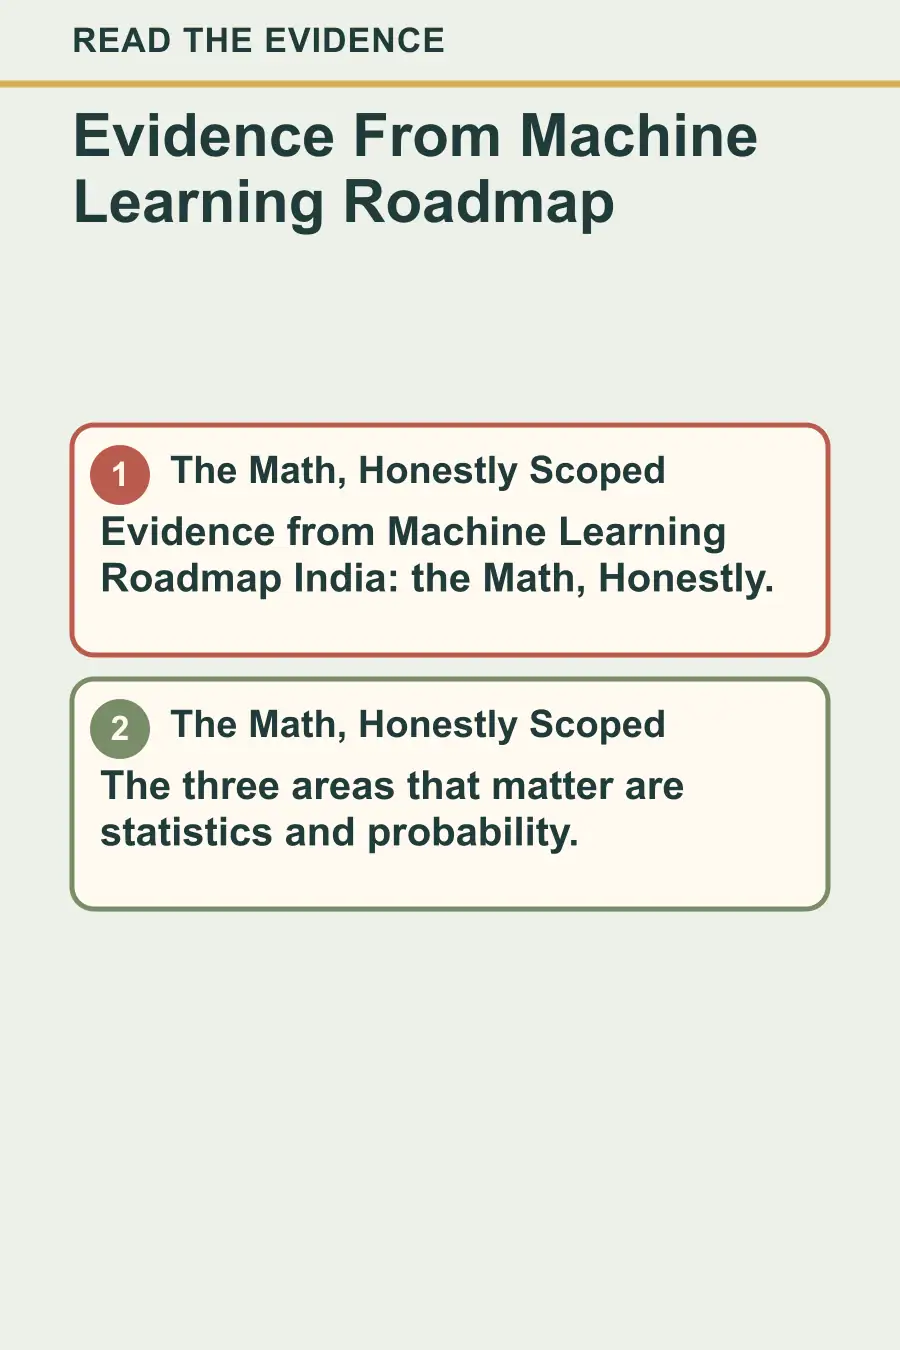 READ THE EVIDENCE
Evidence From Machine
Learning Roadmap
1 The Math, Honestly Scoped
Evidence from Machine Learning
Roadmap India: the Math, Honestly.
2 The Math, Honestly Scoped
The three areas that matter are
statistics and probability.